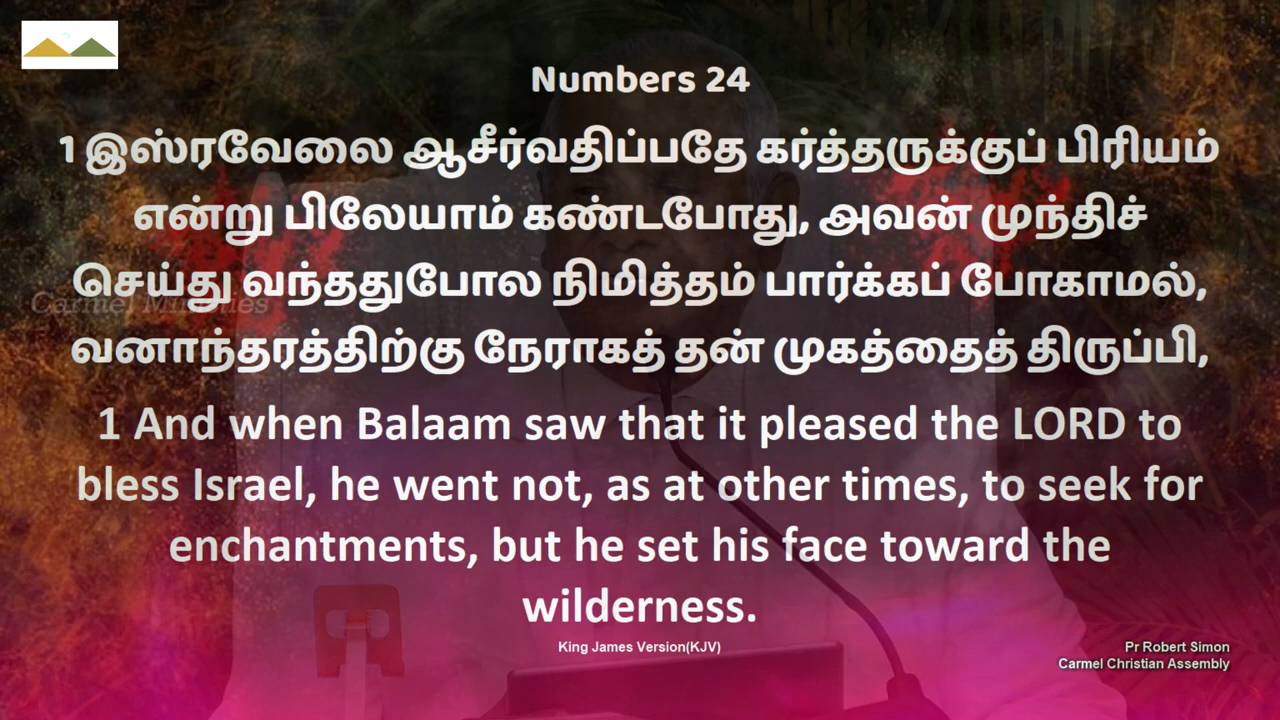 Numbers 24
1 இஸ்ரவேலை ஆசீர்வதிப்பதே கர்த்தருக்குப் பிரியம்
என்று பிலேயாம் கண்டபோது, அவன் முந்திச்
செய்து வந்ததுபோல நிமித்தம் பார்க்கப் போகாமல்,
Carmel Ministries
வனாந்தரத்திற்கு நேராகத் தன் முகத்தைத் திருப்பி,
1 And when Balaam saw that it pleased the LORD to
bless Israel, he went not, as at other times, to seek for
enchantments, but he set his face toward the
wilderness.
King James Version(KJV)
Pr Robert Simon
Carmel Christian Assembly